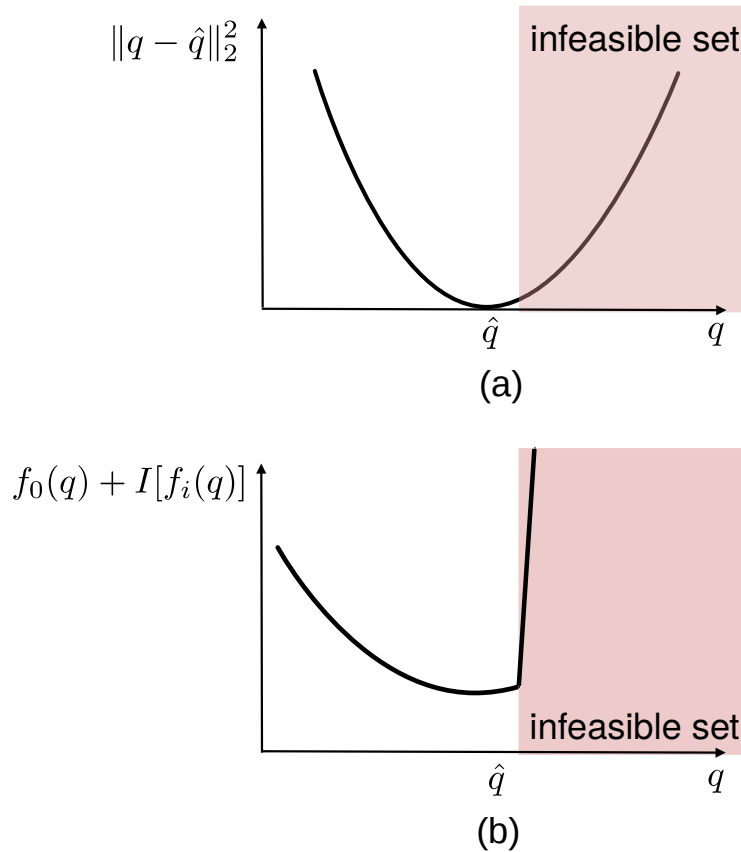 ‖q − q̂‖₂²
infeasible set
q̂
q
(a)
f₀(q) + I[fᵢ(q)]
infeasible set
q̂
q
(b)